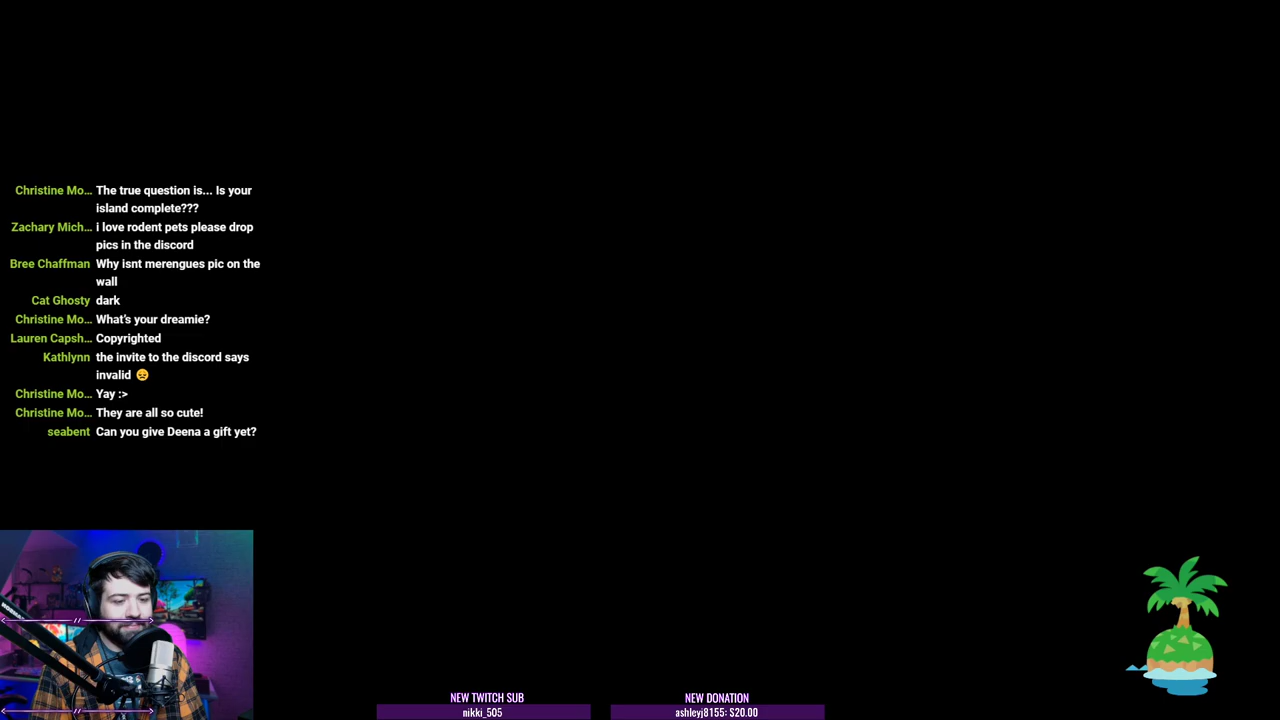 Christine Mo... The true question is... Is your
island complete???
Zachary Mich... i love rodent pets please drop
pics in the discord
Bree Chaffman Why isnt merengues pic on the
wall
Cat Ghosty dark
Christine Mo... What's your dreamie?
Lauren Capsh... Copyrighted
Kathlynn the invite to the discord says
invalid 😣
Christine Mo... Yay :>
Christine Mo... They are all so cute!
seabent Can you give Deena a gift yet?
//
//
NEW TWITCH SUB
nikki_505
NEW DONATION
ashleyj8155: $20.00